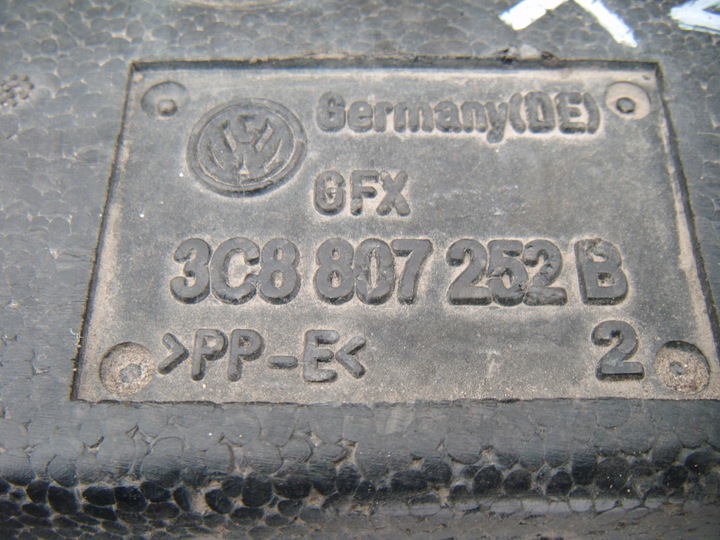 Germany(DE)
GFX
3C8 807 252 B
>PP-E< 2